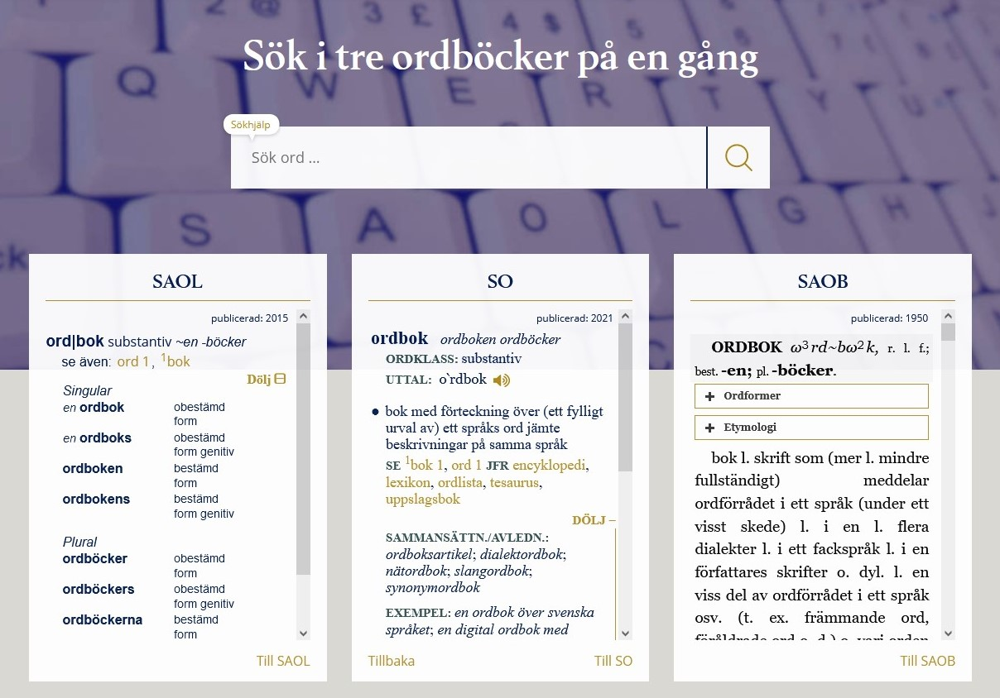 Sök i tre ordböcker på en gång
Sökhjälp
Sök ord ...
SAOL
publicerad: 2015
ord|bok substantiv ~en -böcker
se även: ord 1, ¹bok
Dölj
Singular
en ordbok obestämd
form
en ordboks obestämd
form genitiv
ordboken bestämd
form
ordbokens bestämd
form genitiv
Plural
ordböcker obestämd
form
ordböckers obestämd
form genitiv
ordböckerna bestämd
form
Till SAOL
SO
publicerad: 2021
ordbok ordboken ordböcker
ORDKLASS: substantiv
UTTAL: o`rdbok
● bok med förteckning över (ett fylligt
urval av) ett språks ord jämte
beskrivningar på samma språk
SE ¹bok 1, ord 1 JFR encyklopedi,
lexikon, ordlista, tesaurus,
uppslagsbok
DÖLJ –
SAMMANSÄTTN./AVLEDN.:
ordboksartikel; dialektordbok;
nätordbok; slangordbok;
synonymordbok
EXEMPEL: en ordbok över svenska
språket; en digital ordbok med
Tillbaka Till SO
SAOB
publicerad: 1950
ORDBOK ω³rd~bω²k, r. l. f.;
best. -en; pl. -böcker.
+ Ordformer
+ Etymologi
bok l. skrift som (mer l. mindre
fullständigt) meddelar
ordförrådet i ett språk (under ett
visst skede) l. i en l. flera
dialekter l. i ett fackspråk l. i en
författares skrifter o. dyl. l. en
viss del av ordförrådet i ett språk
osv. (t. ex. främmande ord,
föråldrade ord o. d.) o. vari orden
Till SAOB